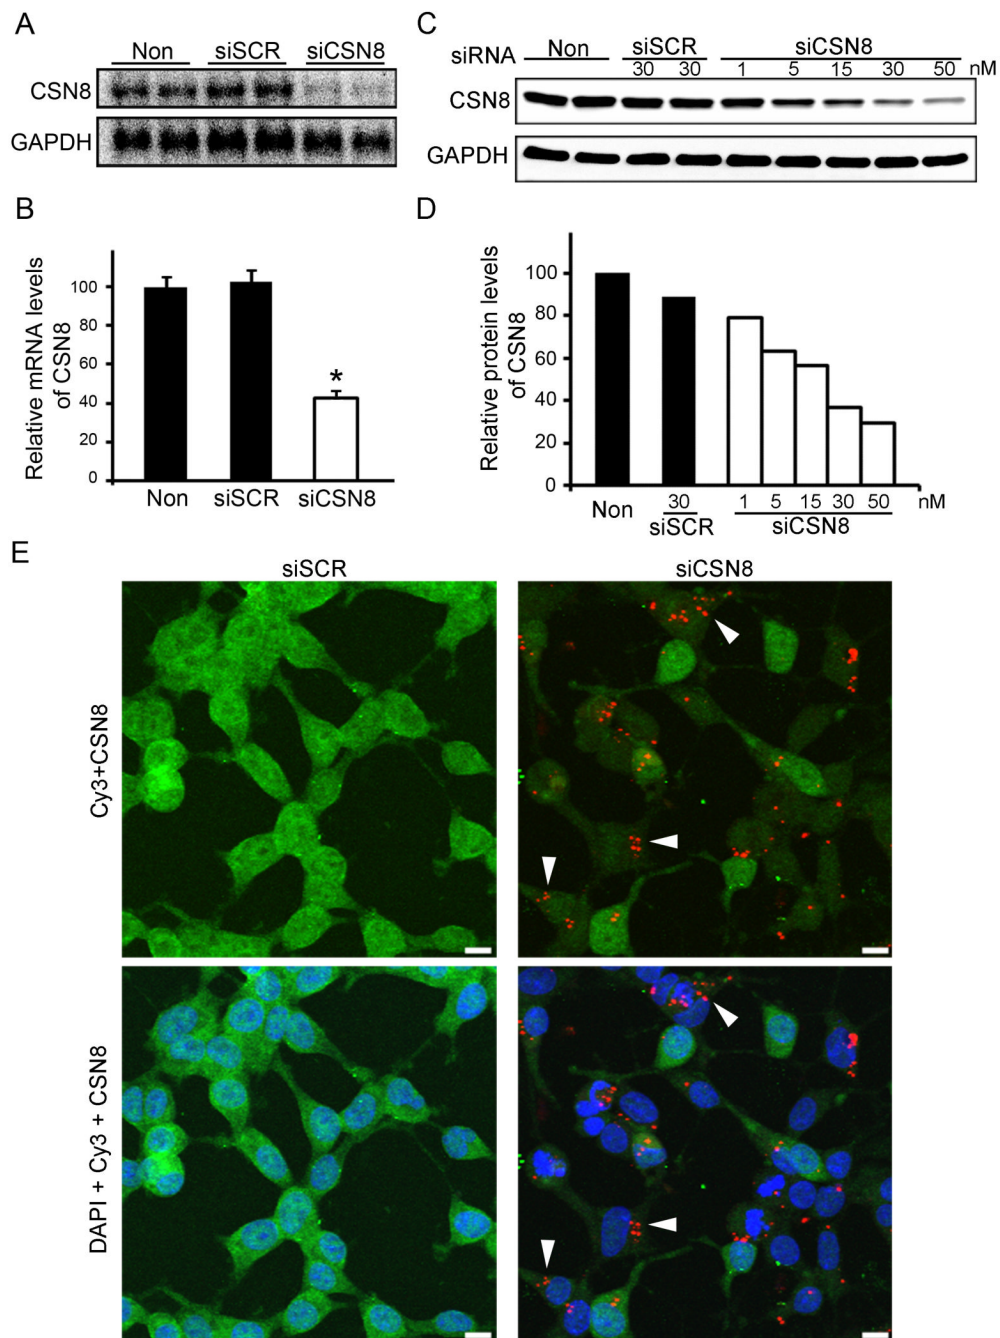 A
Non siSCR siCSN8
CSN8
GAPDH
B
Relative mRNA levels
of CSN8
100
80
60
40
20
0
*
Non siSCR siCSN8
C
siRNA Non siSCR siCSN8
30 30 1 5 15 30 50 nM
CSN8
GAPDH
D
Relative protein levels
of CSN8
100
80
60
40
20
0
30 1 5 15 30 50 nM
Non siSCR siCSN8
E
siSCR siCSN8
Cy3+CSN8
DAPI + Cy3 + CSN8